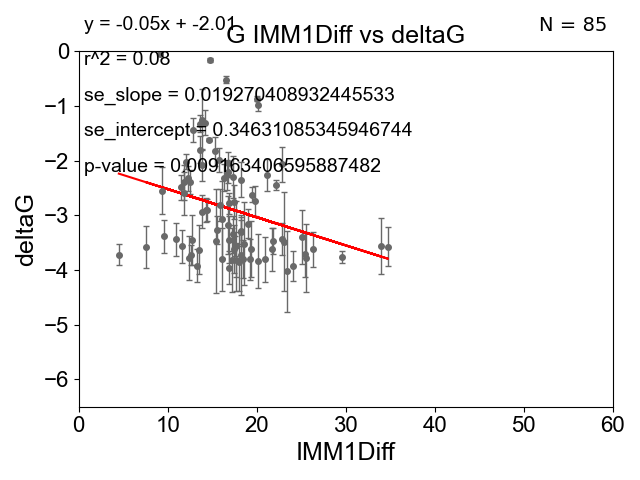 y = -0.05x + -2.01
N = 85
G IMM1Diff vs deltaG
r^2 = 0.08
se_slope = 0.019270408932445533
se_intercept = 0.34631085345946744
p-value = 0.009163406595887482
0
−1
−2
−3
−4
−5
−6
deltaG
0 10 20 30 40 50 60
IMM1Diff